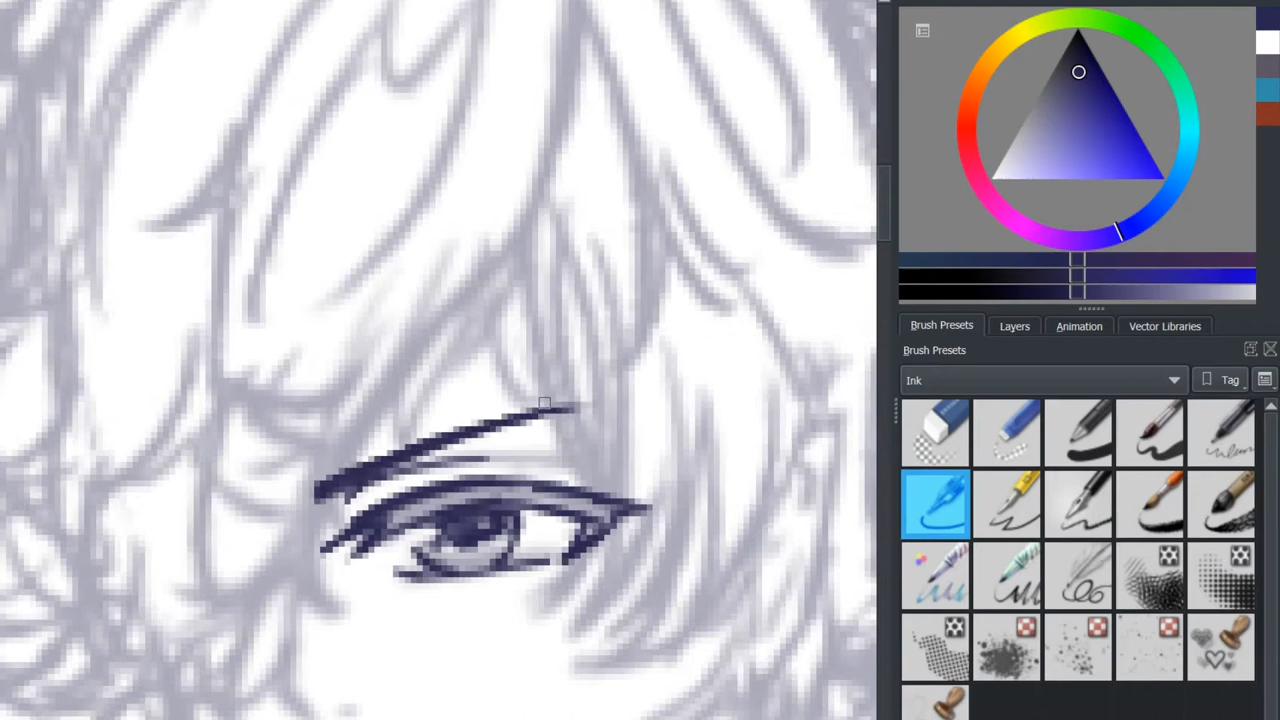 Brush Presets
Layers
Animation
Vector Libraries
Brush Presets
Ink
Tag